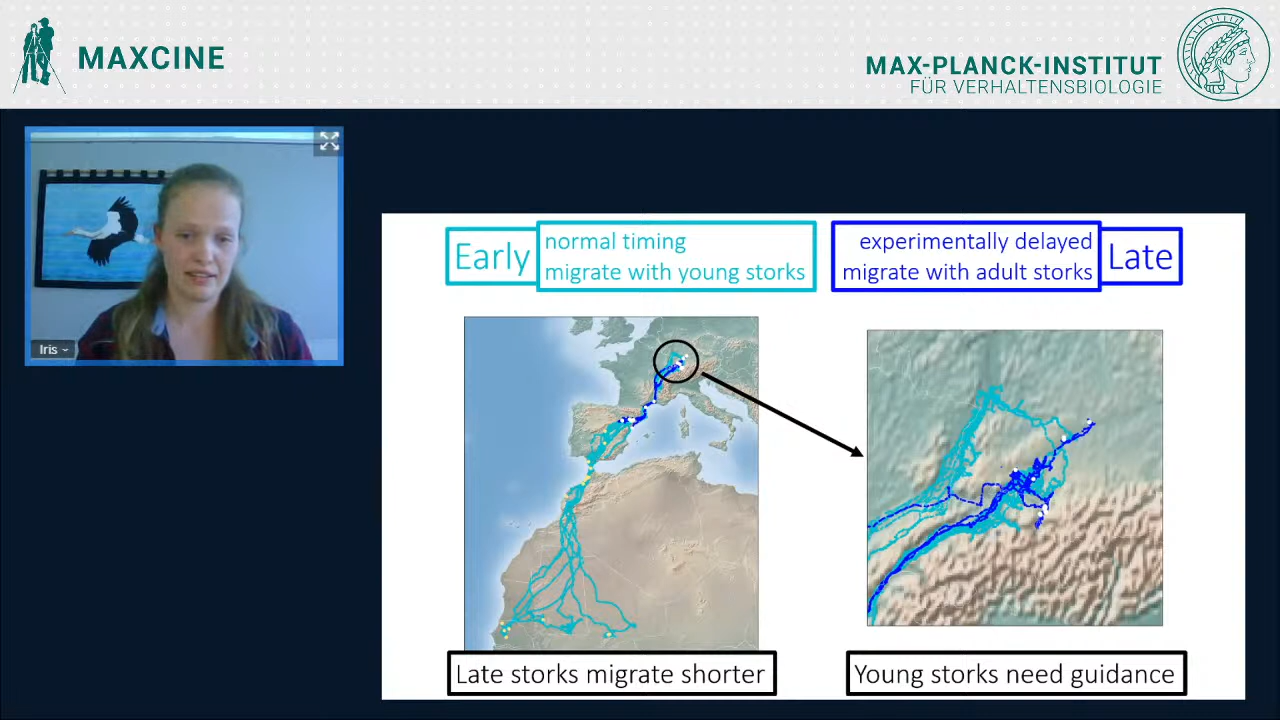 MAXCINE
MAX-PLANCK-INSTITUT
FÜR VERHALTENSBIOLOGIE
Iris
Early
normal timing
migrate with young storks
experimentally delayed
migrate with adult storks
Late
Late storks migrate shorter
Young storks need guidance